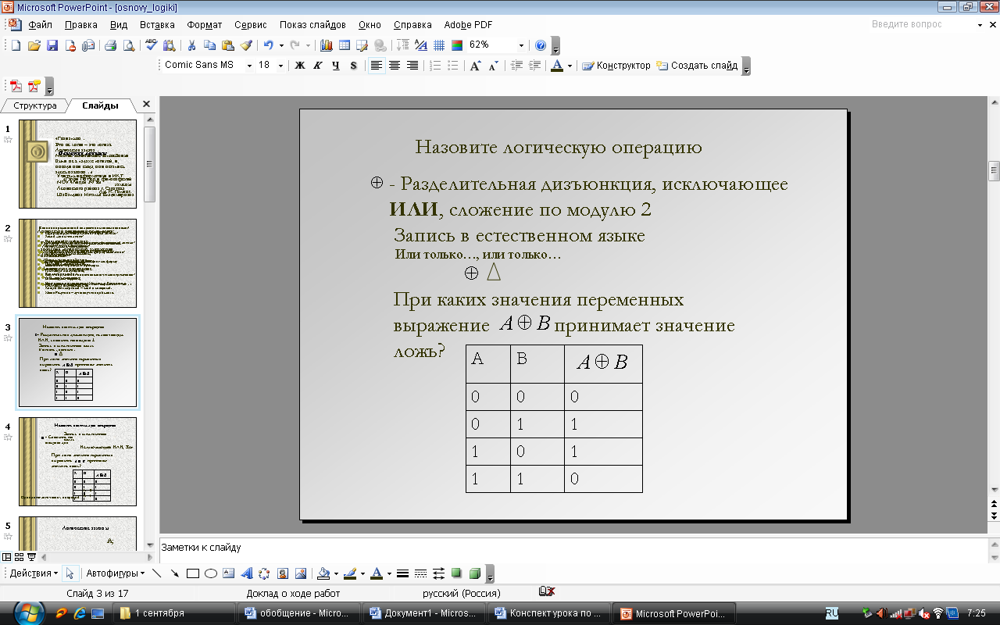 Microsoft PowerPoint - [osnovy_logiki]
Файл Правка Вид Вставка Формат Сервис Показ слайдов Окно Справка Adobe PDF Введите вопрос
62%
Comic Sans MS 18 Ж К Ч S Конструктор Создать слайд
Структура Слайды
1
2
3
4
5
Назовите логическую операцию
⊕ - Разделительная дизъюнкция, исключающее
ИЛИ, сложение по модулю 2
Запись в естественном языке
Или только…, или только…
⊕ △
При каких значения переменных
выражение A ⊕ B принимает значение
ложь?
A B A ⊕ B
0 0 0
0 1 1
1 0 1
1 1 0
Заметки к слайду
Действия Автофигуры
Слайд 3 из 17 Доклад о ходе работ русский (Россия)
1 сентября обобщение - Micro... Документ1 - Micros... Конспект урока по ... Microsoft PowerPoi... RU 7:25